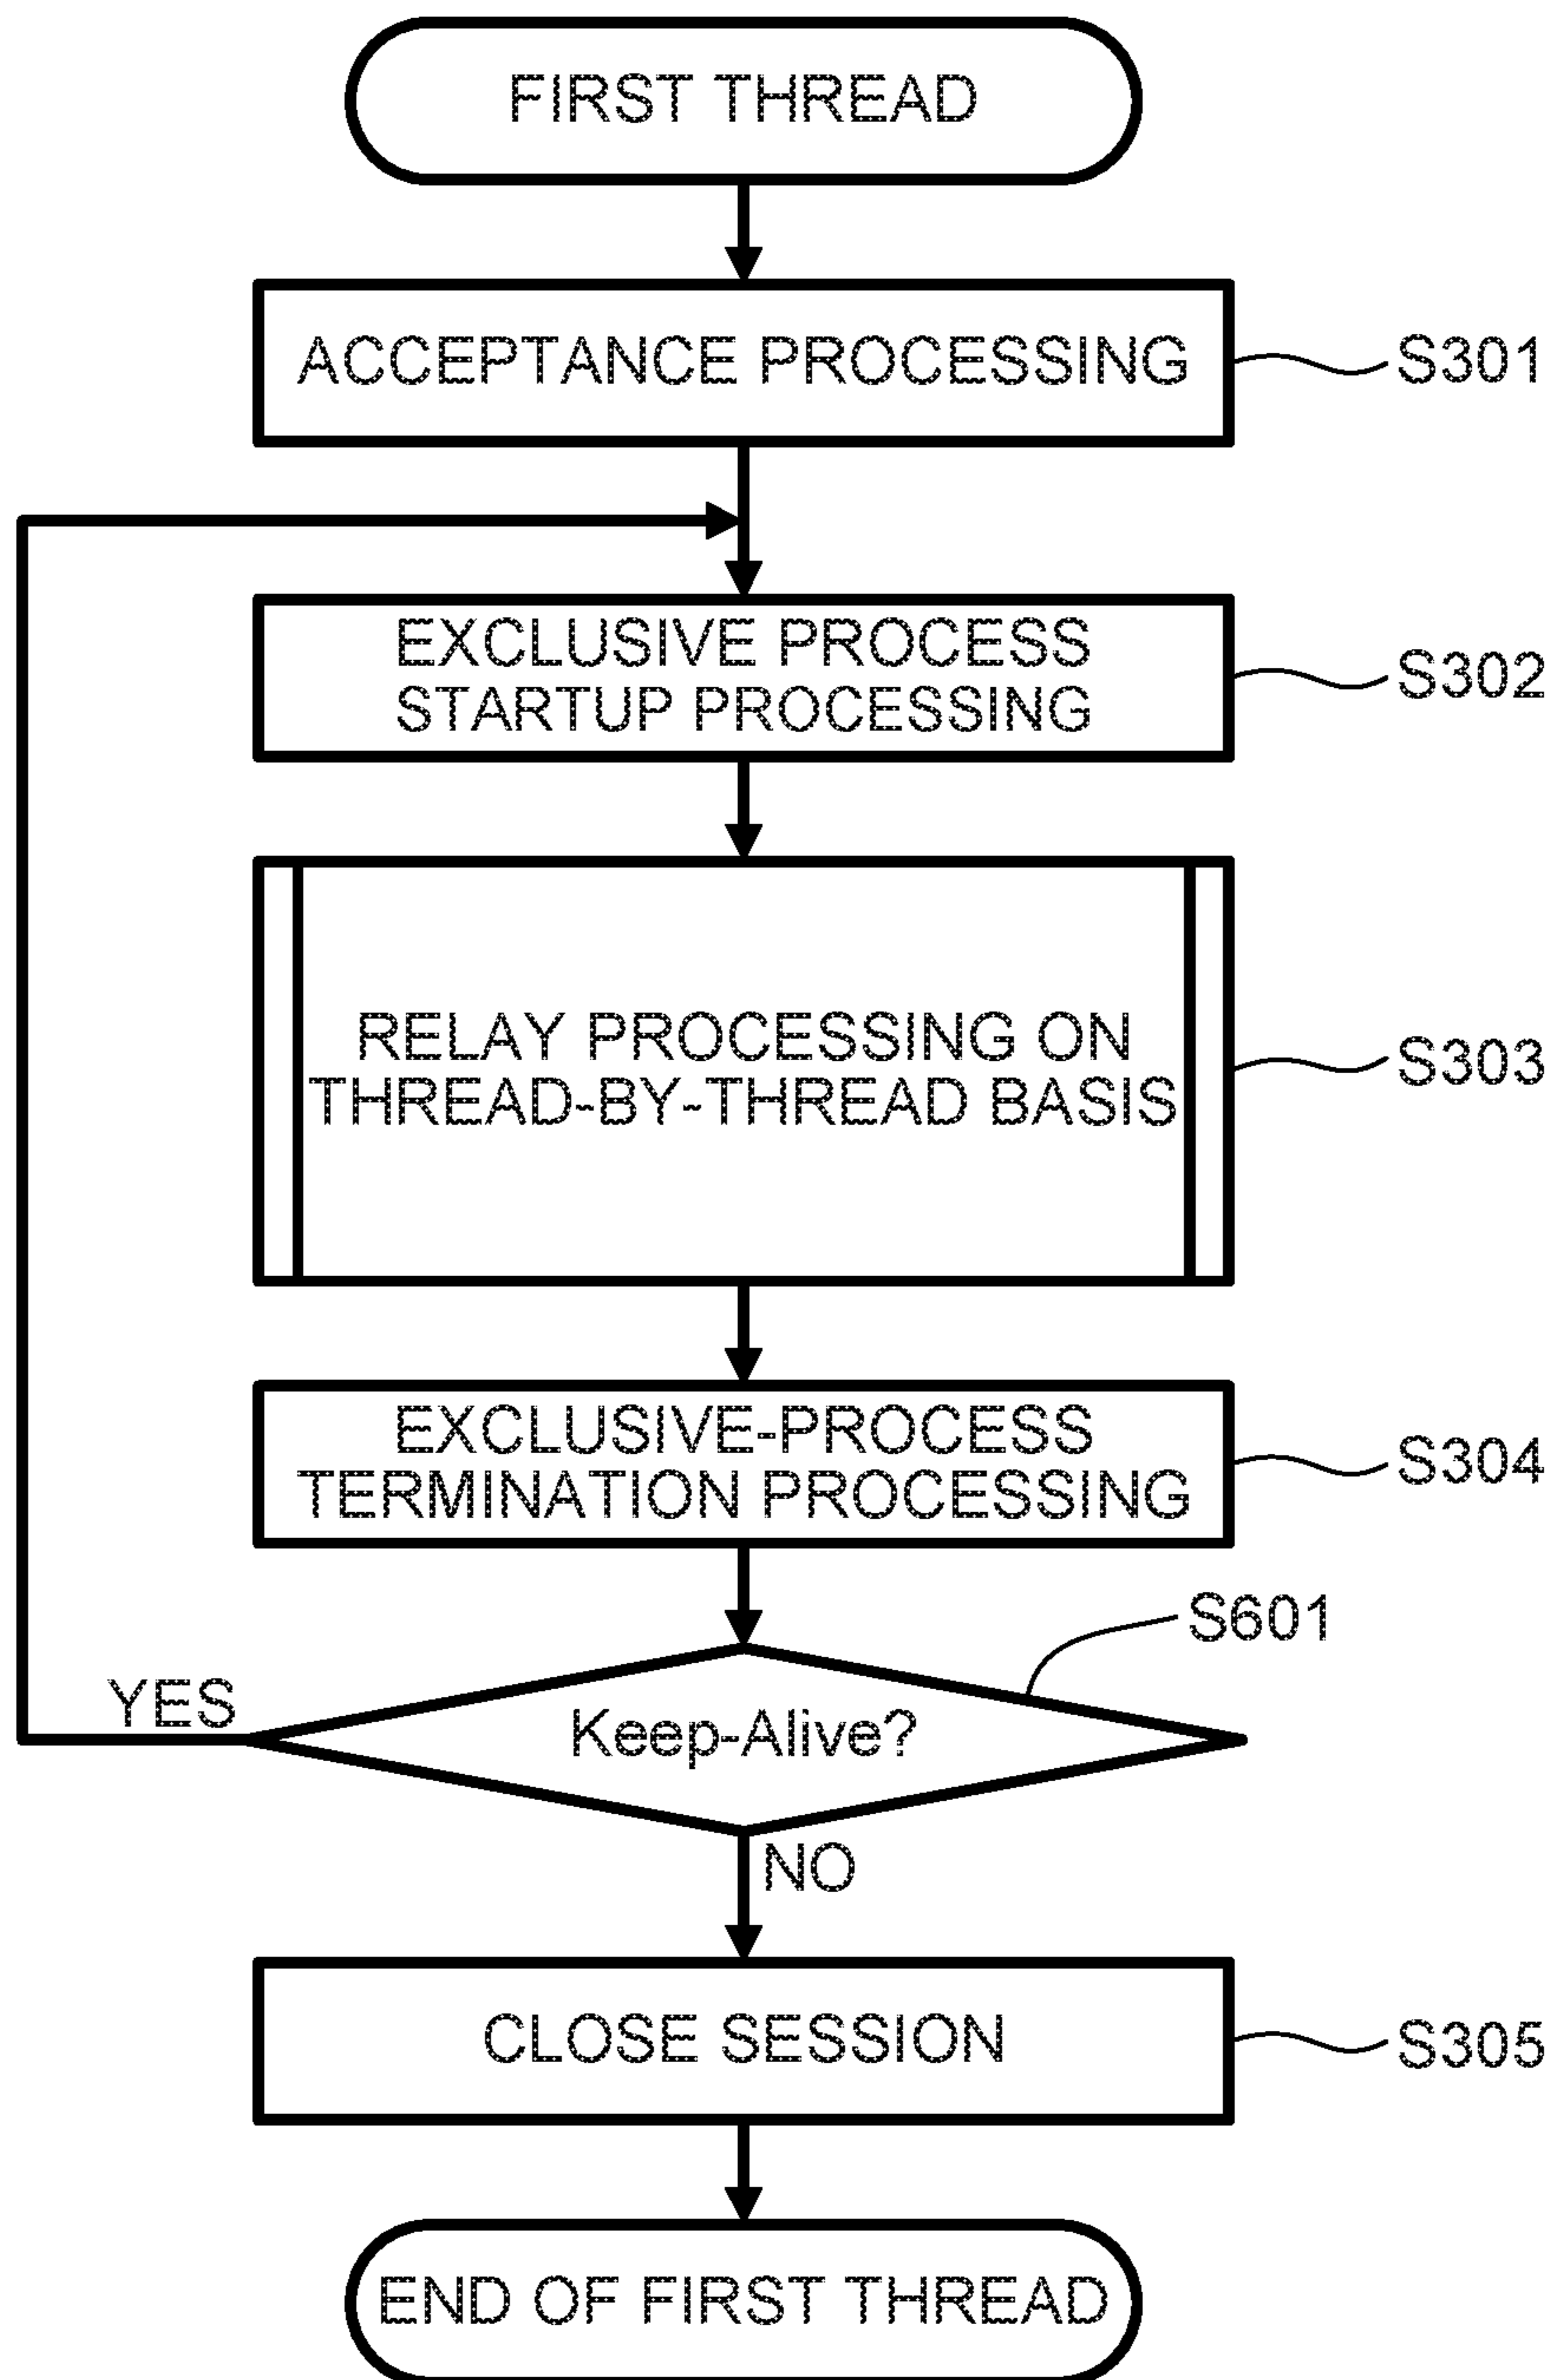 FIRST THREAD
ACCEPTANCE PROCESSING
S301
EXCLUSIVE PROCESS
STARTUP PROCESSING
S302
RELAY PROCESSING ON
THREAD-BY-THREAD BASIS
S303
EXCLUSIVE-PROCESS
TERMINATION PROCESSING
S304
S601
YES
Keep-Alive?
NO
CLOSE SESSION
S305
END OF FIRST THREAD